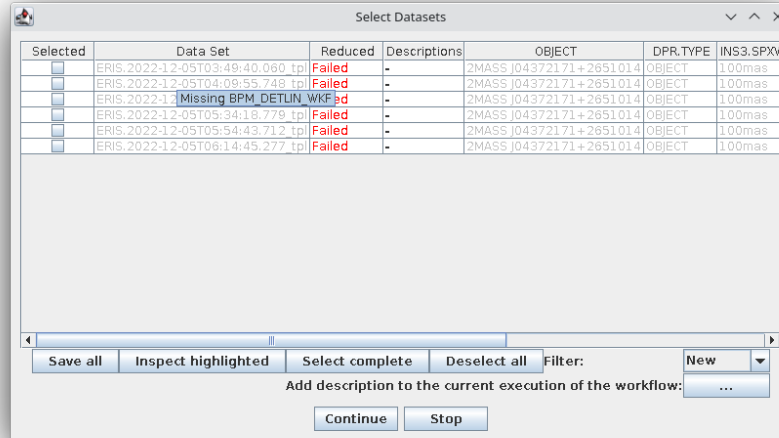 Select Datasets
Selected Data Set Reduced Descriptions OBJECT DPR.TYPE INS3.SPXW
ERIS.2022-12-05T03:49:40.060_tpl Failed - 2MASS J04372171+2651014 OBJECT 100mas
ERIS.2022-12-05T04:09:55.748_tpl Failed - 2MASS J04372171+2651014 OBJECT 100mas
ERIS.2022- Missing BPM_DETLIN_WKF ed - 2MASS J04372171+2651014 OBJECT 100mas
ERIS.2022-12-05T05:34:18.779_tpl Failed - 2MASS J04372171+2651014 OBJECT 100mas
ERIS.2022-12-05T05:54:43.712_tpl Failed - 2MASS J04372171+2651014 OBJECT 100mas
ERIS.2022-12-05T06:14:45.277_tpl Failed - 2MASS J04372171+2651014 OBJECT 100mas
Save all Inspect highlighted Select complete Deselect all Filter: New
Add description to the current execution of the workflow: ...
Continue Stop